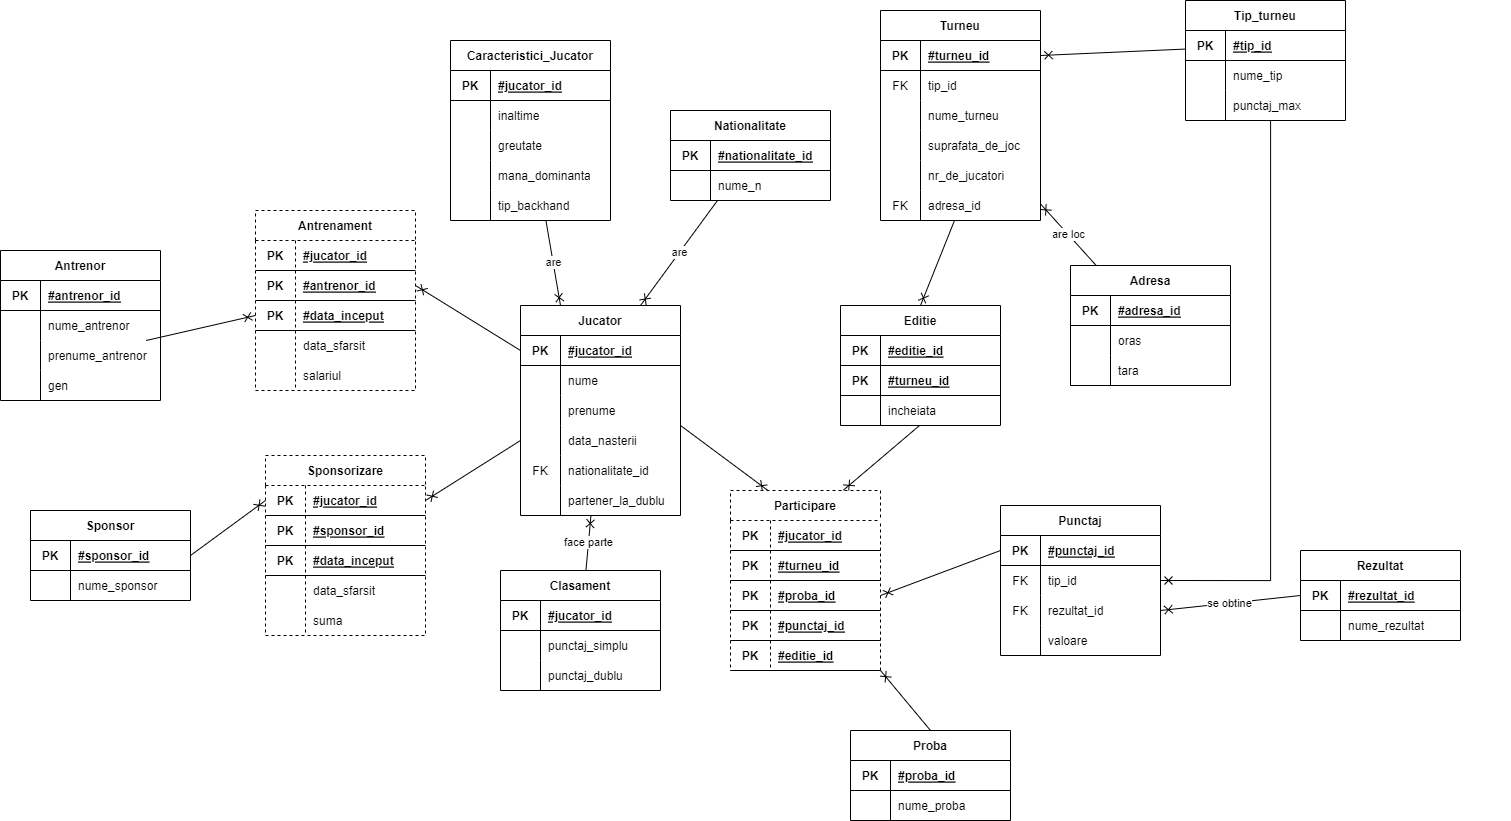 Caracteristici_Jucator
PK #jucator_id
inaltime
greutate
mana_dominanta
tip_backhand
Nationalitate
PK #nationalitate_id
nume_n
Turneu
PK #turneu_id
FK tip_id
nume_turneu
suprafata_de_joc
nr_de_jucatori
FK adresa_id
Tip_turneu
PK #tip_id
nume_tip
punctaj_max
Antrenor
PK #antrenor_id
nume_antrenor
prenume_antrenor
gen
Antrenament
PK #jucator_id
PK #antrenor_id
PK #data_inceput
data_sfarsit
salariul
are
are
are loc
Jucator
PK #jucator_id
nume
prenume
data_nasterii
FK nationalitate_id
partener_la_dublu
Editie
PK #editie_id
PK #turneu_id
incheiata
Adresa
PK #adresa_id
oras
tara
Sponsor
PK #sponsor_id
nume_sponsor
Sponsorizare
PK #jucator_id
PK #sponsor_id
PK #data_inceput
data_sfarsit
suma
face parte
Clasament
PK #jucator_id
punctaj_simplu
punctaj_dublu
Participare
PK #jucator_id
PK #turneu_id
PK #proba_id
PK #punctaj_id
PK #editie_id
Punctaj
PK #punctaj_id
FK tip_id
FK rezultat_id
valoare
se obtine
Rezultat
PK #rezultat_id
nume_rezultat
Proba
PK #proba_id
nume_proba